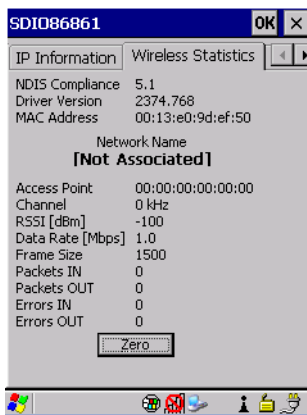 SDIO86861 OK ×
IP Information Wireless Statistics
NDIS Compliance 5.1
Driver Version 2374.768
MAC Address 00:13:e0:9d:ef:50
Network Name
[Not Associated]
Access Point 00:00:00:00:00:00
Channel 0 kHz
RSSI [dBm] -100
Data Rate [Mbps] 1.0
Frame Size 1500
Packets IN 0
Packets OUT 0
Errors IN 0
Errors OUT 0
Zero